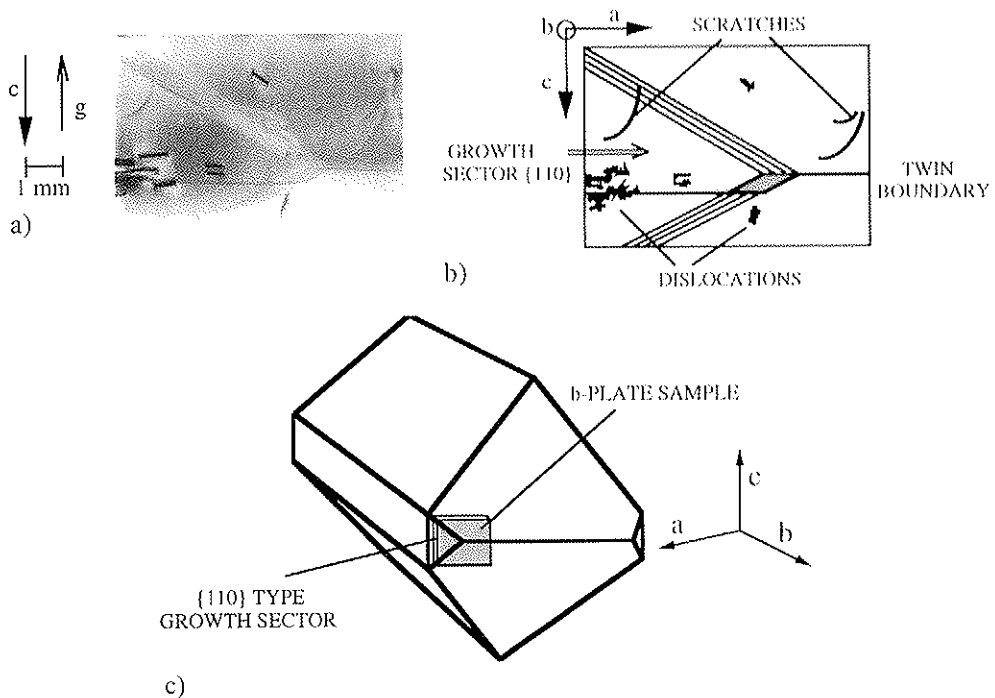 a)
c
g
1 mm
b)
b
a
c
SCRATCHES
GROWTH
SECTOR {110}
TWIN
BOUNDARY
DISLOCATIONS
c)
b-PLATE SAMPLE
c
a
b
{110} TYPE
GROWTH SECTOR